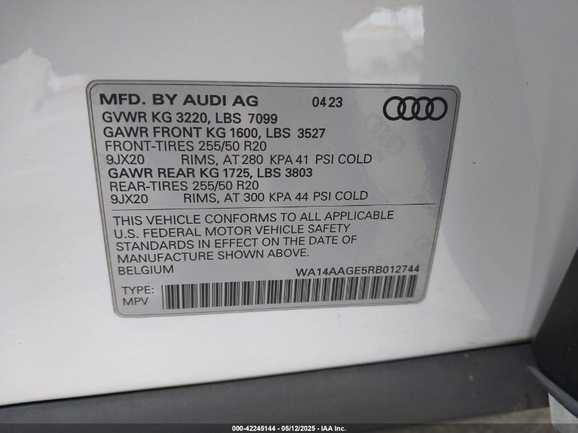 MFD. BY AUDI AG 04 23
GVWR KG 3220, LBS 7099
GAWR FRONT KG 1600, LBS 3527
FRONT-TIRES 255/50 R20
9JX20 RIMS, AT 280 KPA 41 PSI COLD
GAWR REAR KG 1725, LBS 3803
REAR-TIRES 255/50 R20
9JX20 RIMS, AT 300 KPA 44 PSI COLD
THIS VEHICLE CONFORMS TO ALL APPLICABLE
U.S. FEDERAL MOTOR VEHICLE SAFETY
STANDARDS IN EFFECT ON THE DATE OF
MANUFACTURE SHOWN ABOVE.
BELGIUM WA14AAGE5RB012744
TYPE:
MPV
000-42245144 - 05/12/2025 - IAA Inc.